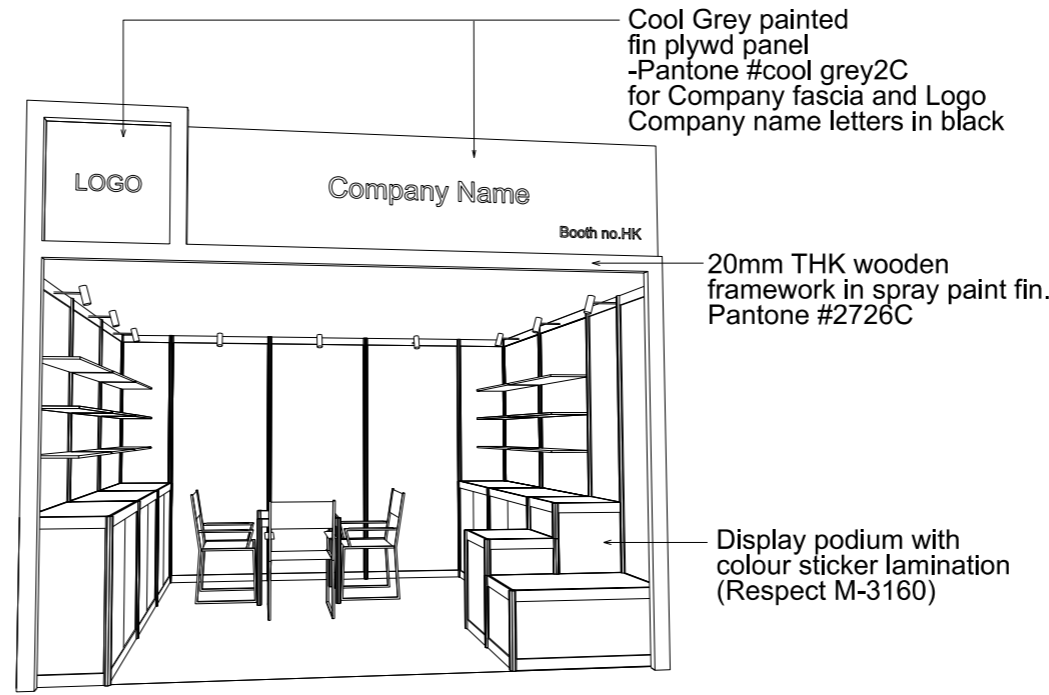 Cool Grey painted
fin plywd panel
-Pantone #cool grey2C
for Company fascia and Logo
Company name letters in black
LOGO
Company Name
Booth no.HK
20mm THK wooden
framework in spray paint fin.
Pantone #2726C
Display podium with
colour sticker lamination
(Respect M-3160)